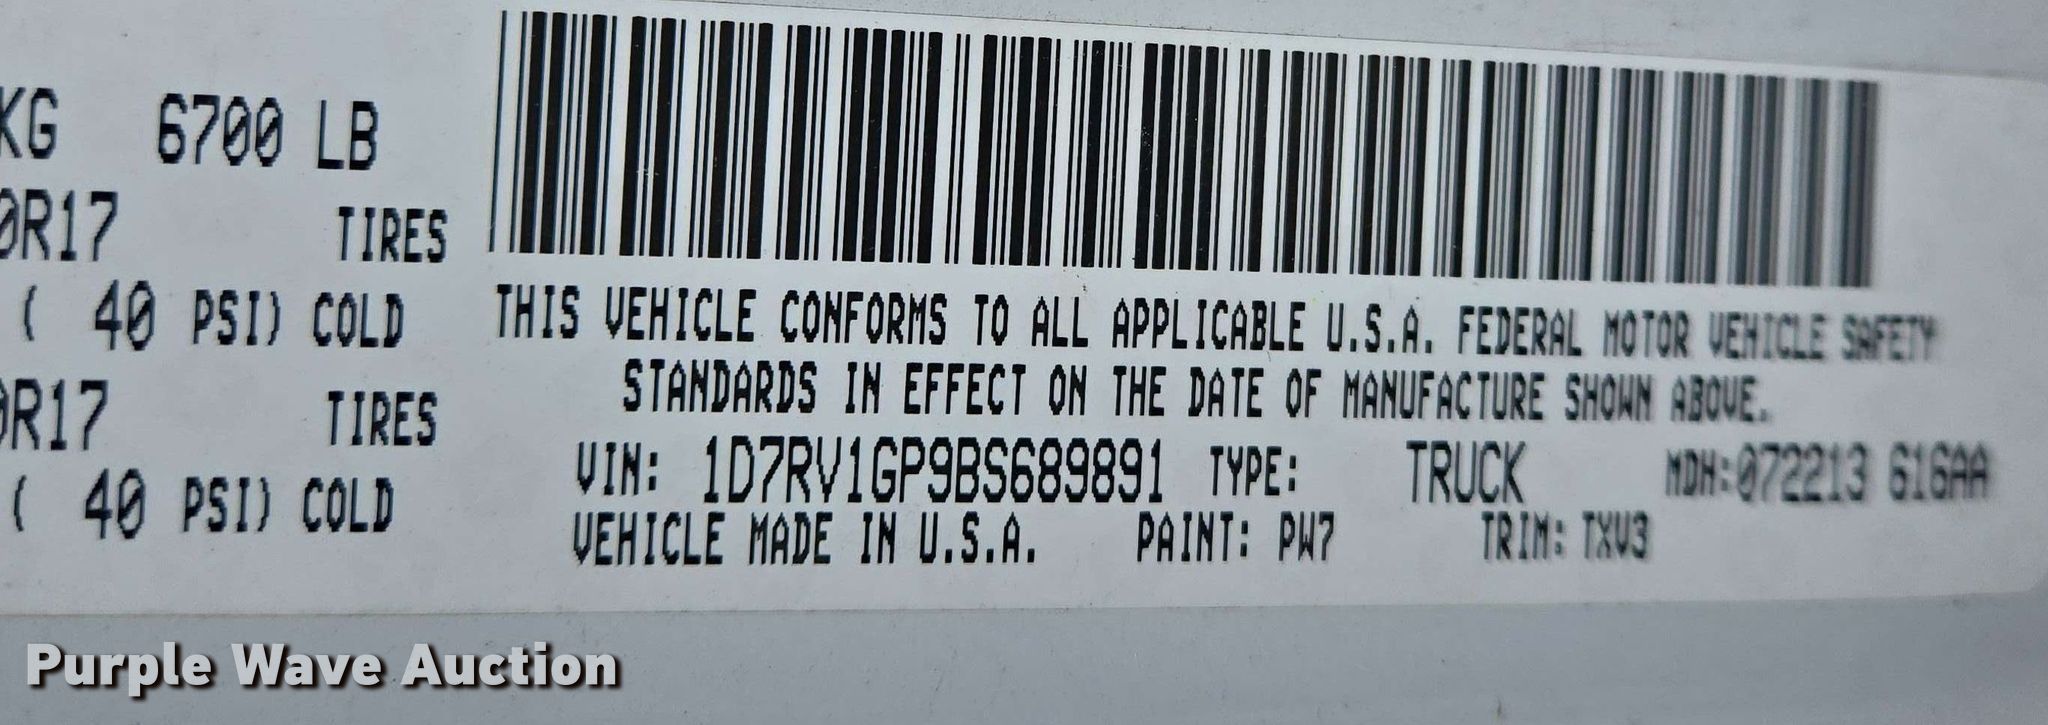 KG 6700 LB
0R17 TIRES
( 40 PSI) COLD
0R17 TIRES
( 40 PSI) COLD
THIS VEHICLE CONFORMS TO ALL APPLICABLE U.S.A. FEDERAL MOTOR VEHICLE SAFETY
STANDARDS IN EFFECT ON THE DATE OF MANUFACTURE SHOWN ABOVE.
VIN: 1D7RV1GP9BS689891 TYPE: TRUCK MDH:072213 616AA
VEHICLE MADE IN U.S.A. PAINT: PW7 TRIM: TXV3
Purple Wave Auction